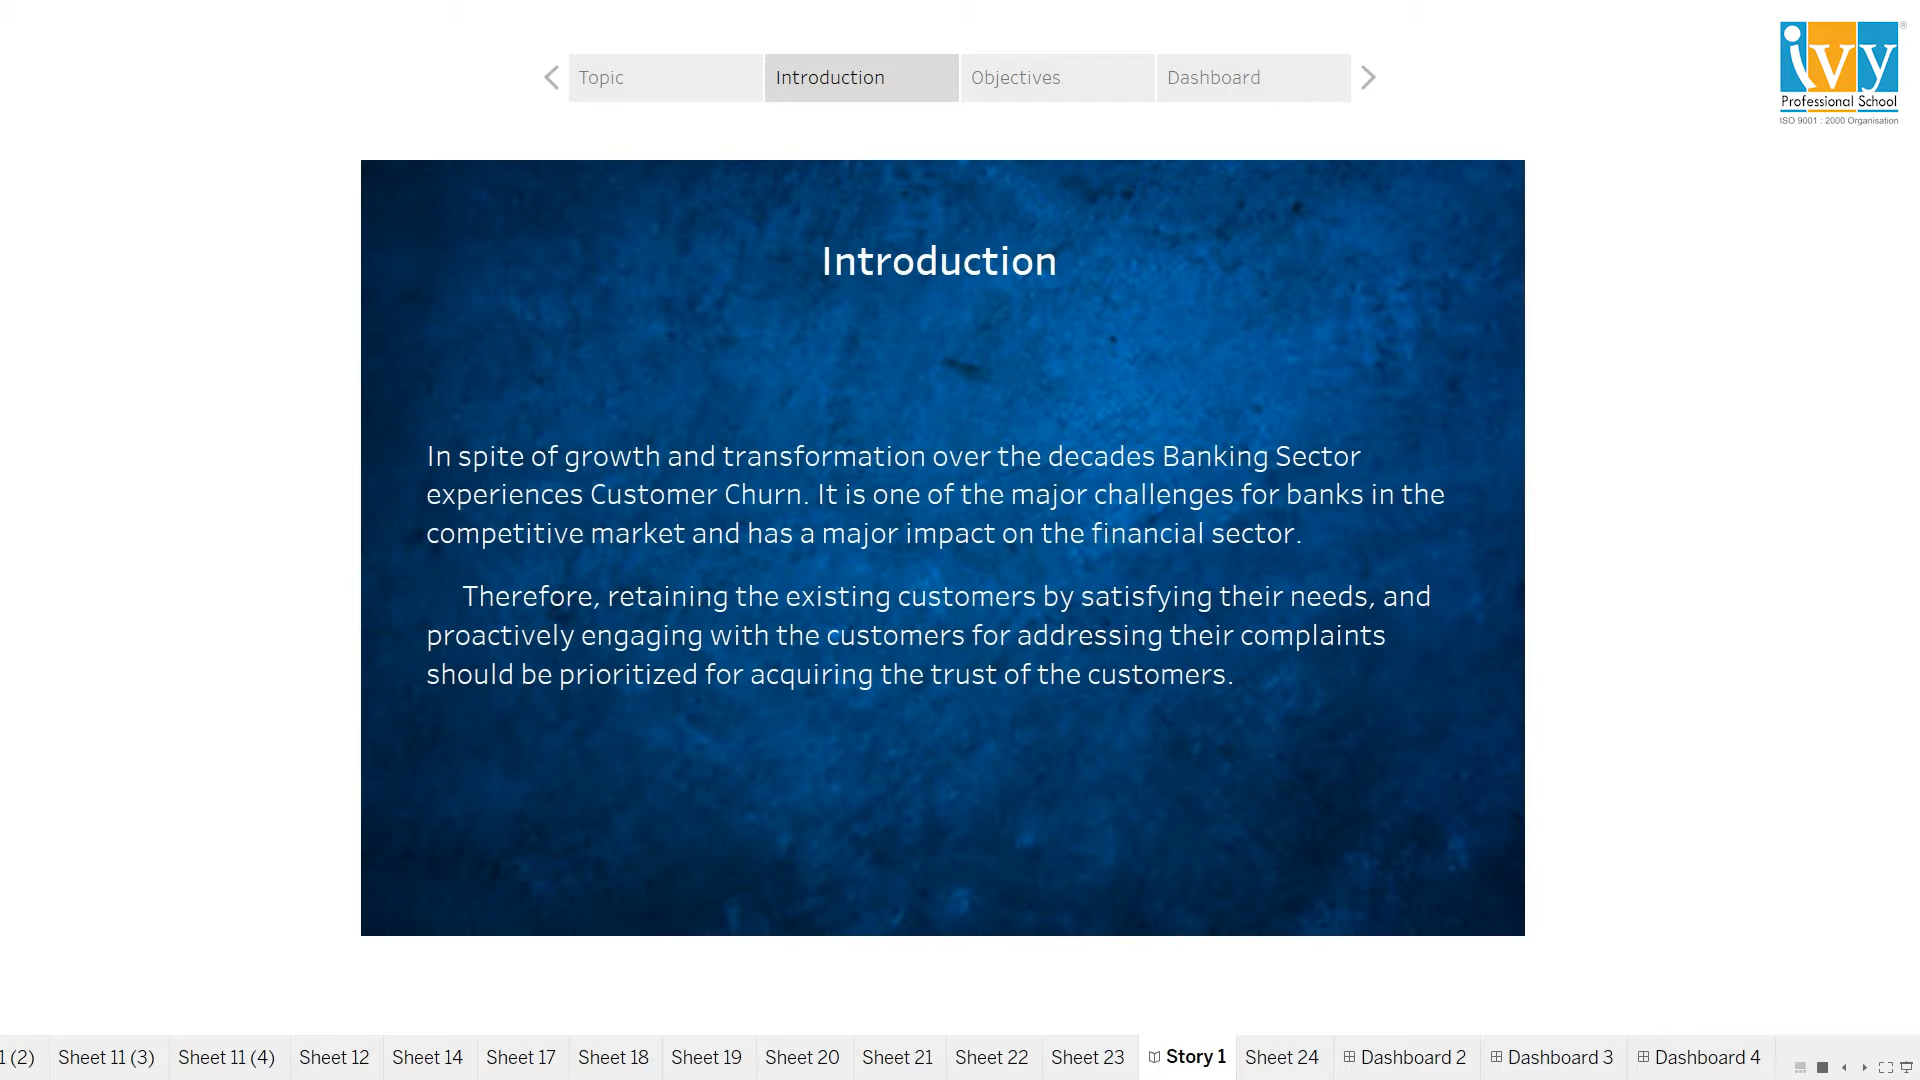 Topic
Introduction
Objectives
Dashboard
ivy
®
Professional School
ISO 9001 : 2000 Organisation
Introduction
In spite of growth and transformation over the decades Banking Sector
experiences Customer Churn. It is one of the major challenges for banks in the
competitive market and has a major impact on the financial sector.
Therefore, retaining the existing customers by satisfying their needs, and
proactively engaging with the customers for addressing their complaints
should be prioritized for acquiring the trust of the customers.
1 (2)
Sheet 11 (3)
Sheet 11 (4)
Sheet 12
Sheet 14
Sheet 17
Sheet 18
Sheet 19
Sheet 20
Sheet 21
Sheet 22
Sheet 23
Story 1
Sheet 24
Dashboard 2
Dashboard 3
Dashboard 4